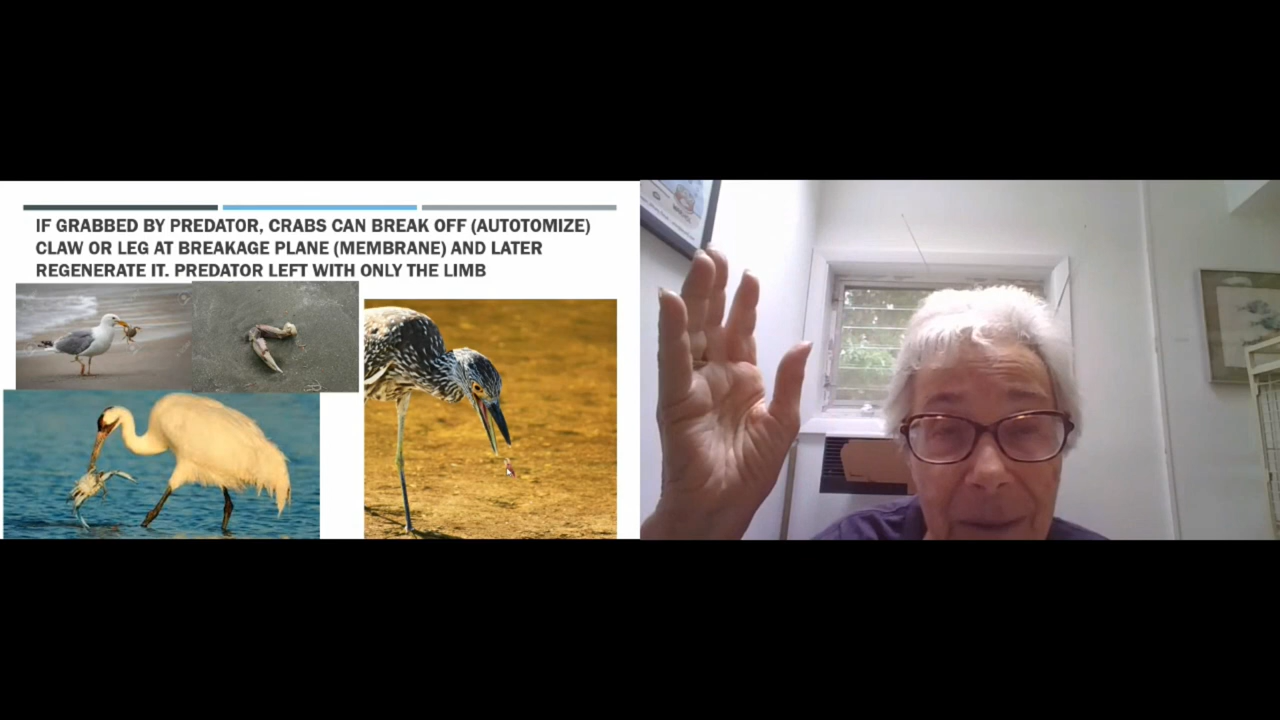 IF GRABBED BY PREDATOR, CRABS CAN BREAK OFF (AUTOTOMIZE)
CLAW OR LEG AT BREAKAGE PLANE (MEMBRANE) AND LATER
REGENERATE IT. PREDATOR LEFT WITH ONLY THE LIMB